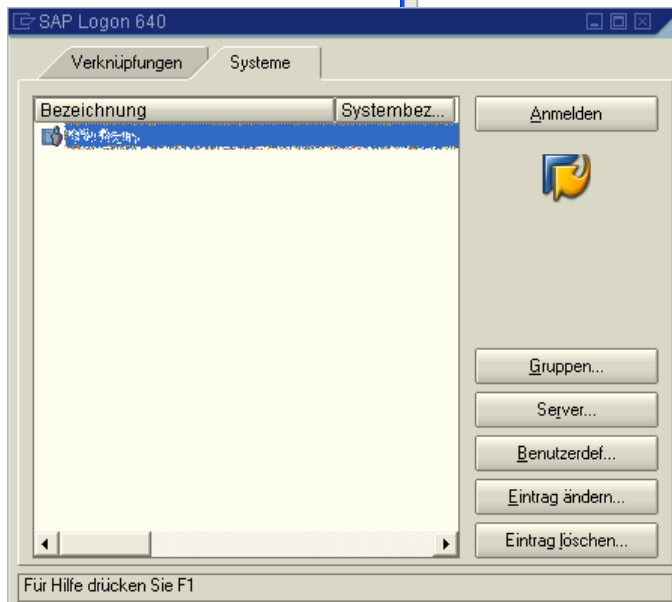 SAP Logon 640
Verknüpfungen Systeme
Bezeichnung Systembez...
Anmelden
Gruppen...
Server...
Benutzerdef...
Eintrag ändern...
Eintrag löschen...
Für Hilfe drücken Sie F1